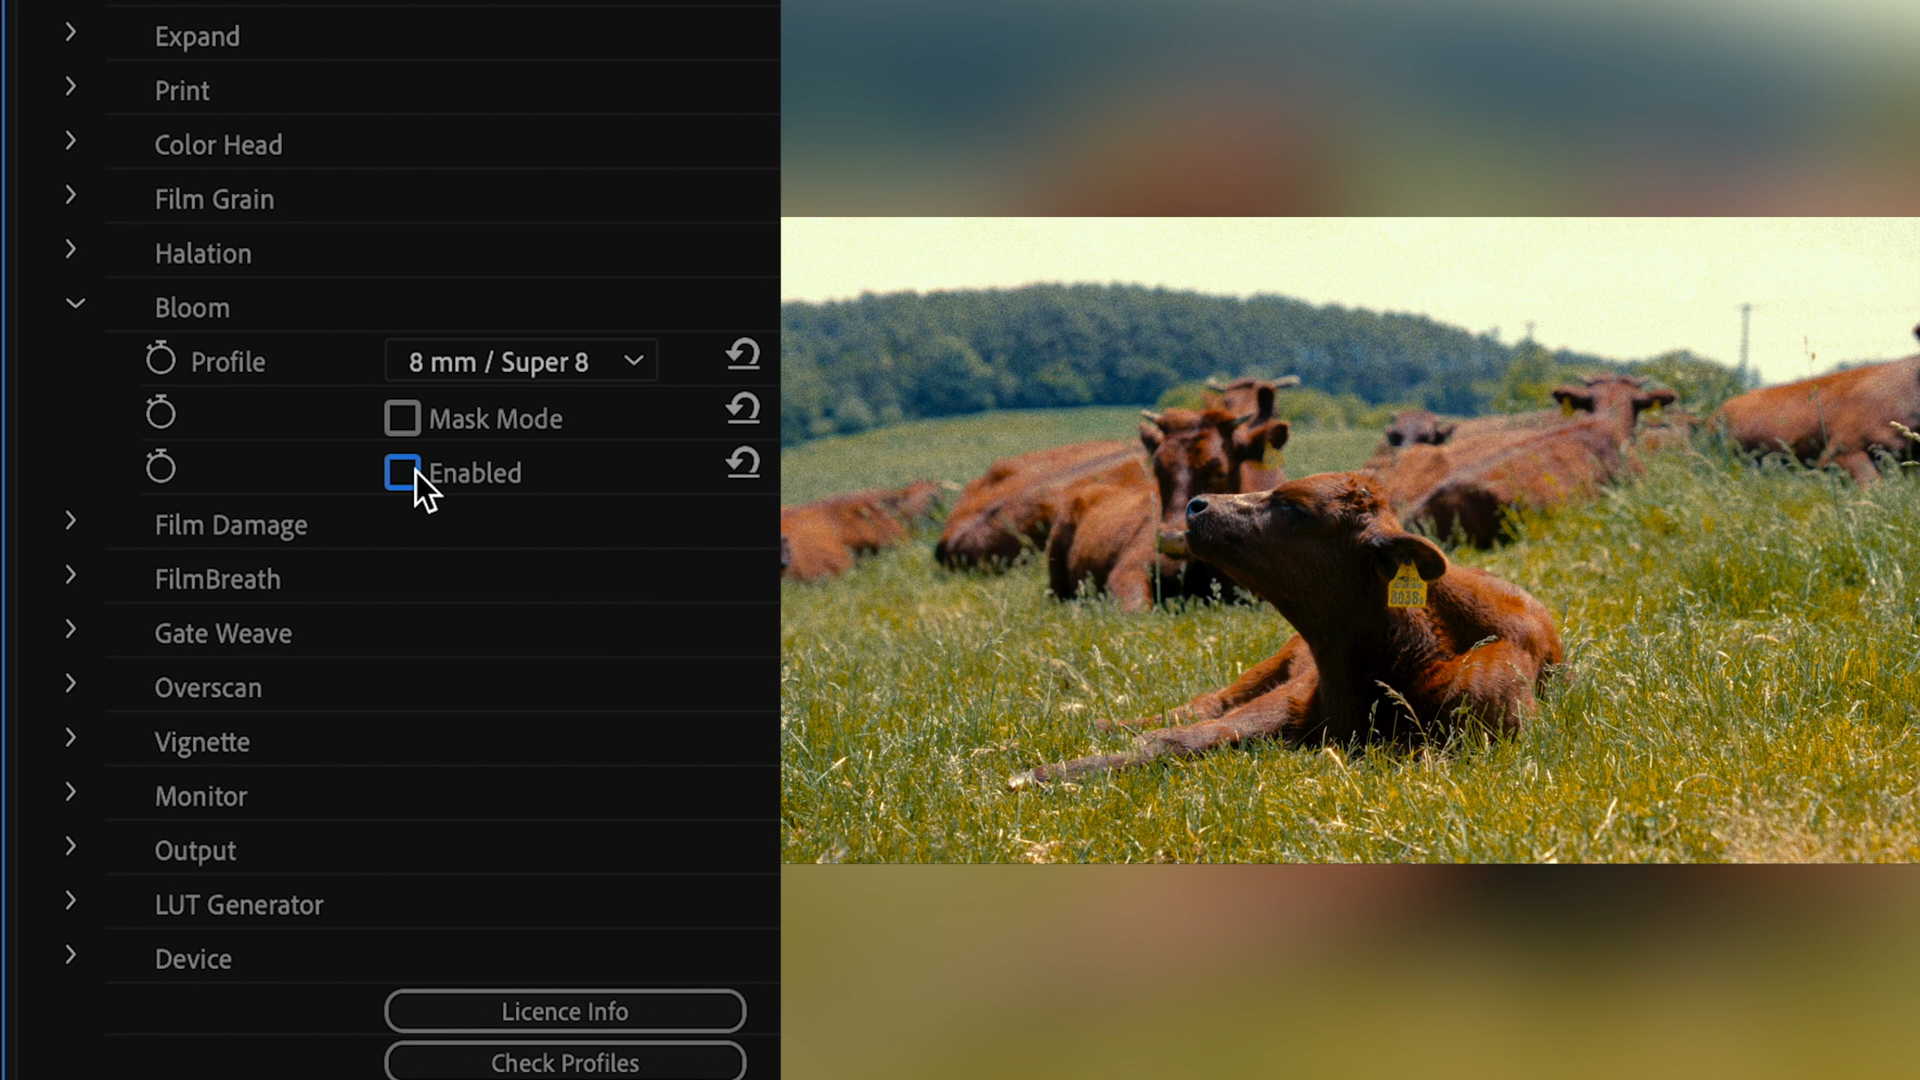 Expand
Print
Color Head
Film Grain
Halation
Bloom
Profile 8 mm / Super 8
Mask Mode
Enabled
Film Damage
FilmBreath
Gate Weave
Overscan
Vignette
Monitor
Output
LUT Generator
Device
Licence Info
Check Profiles
8038